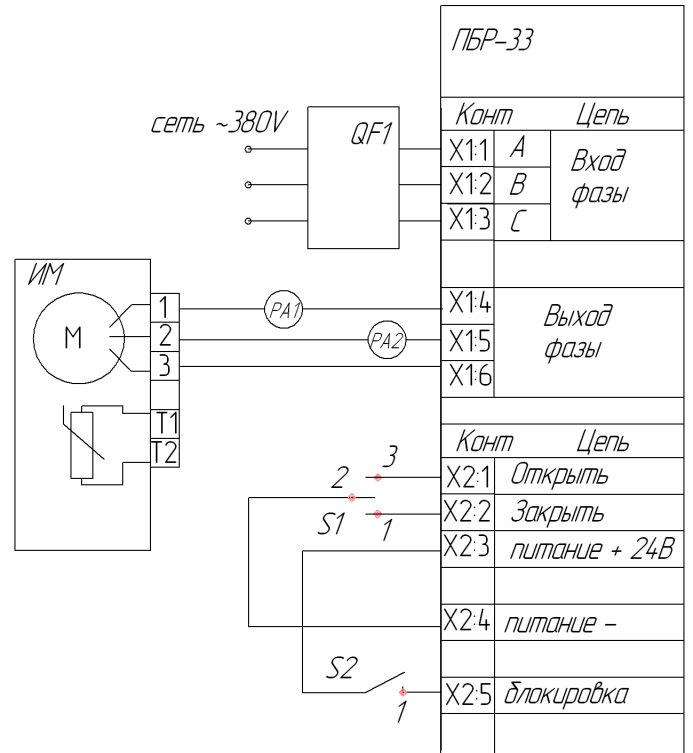 ПБР-33
Конт Цепь
сеть ~380V
QF1
X1:1 A
X1:2 B
X1:3 C
Вход
фазы
ИМ
М
1
2
3
PA1
PA2
X1:4
X1:5
X1:6
Выход
фазы
T1
T2
Конт Цепь
X2:1 Открыть
X2:2 Закрыть
X2:3 питание + 24В
X2:4 питание -
X2:5 блокировка
3
2
S1
1
S2
1